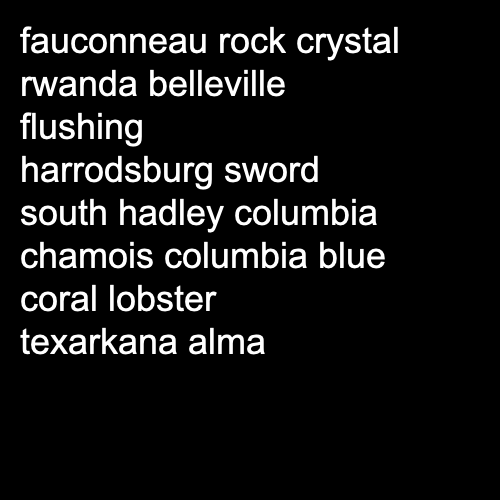 fauconneau rock crystal
rwanda belleville
flushing
harrodsburg sword
south hadley columbia
chamois columbia blue
coral lobster
texarkana alma